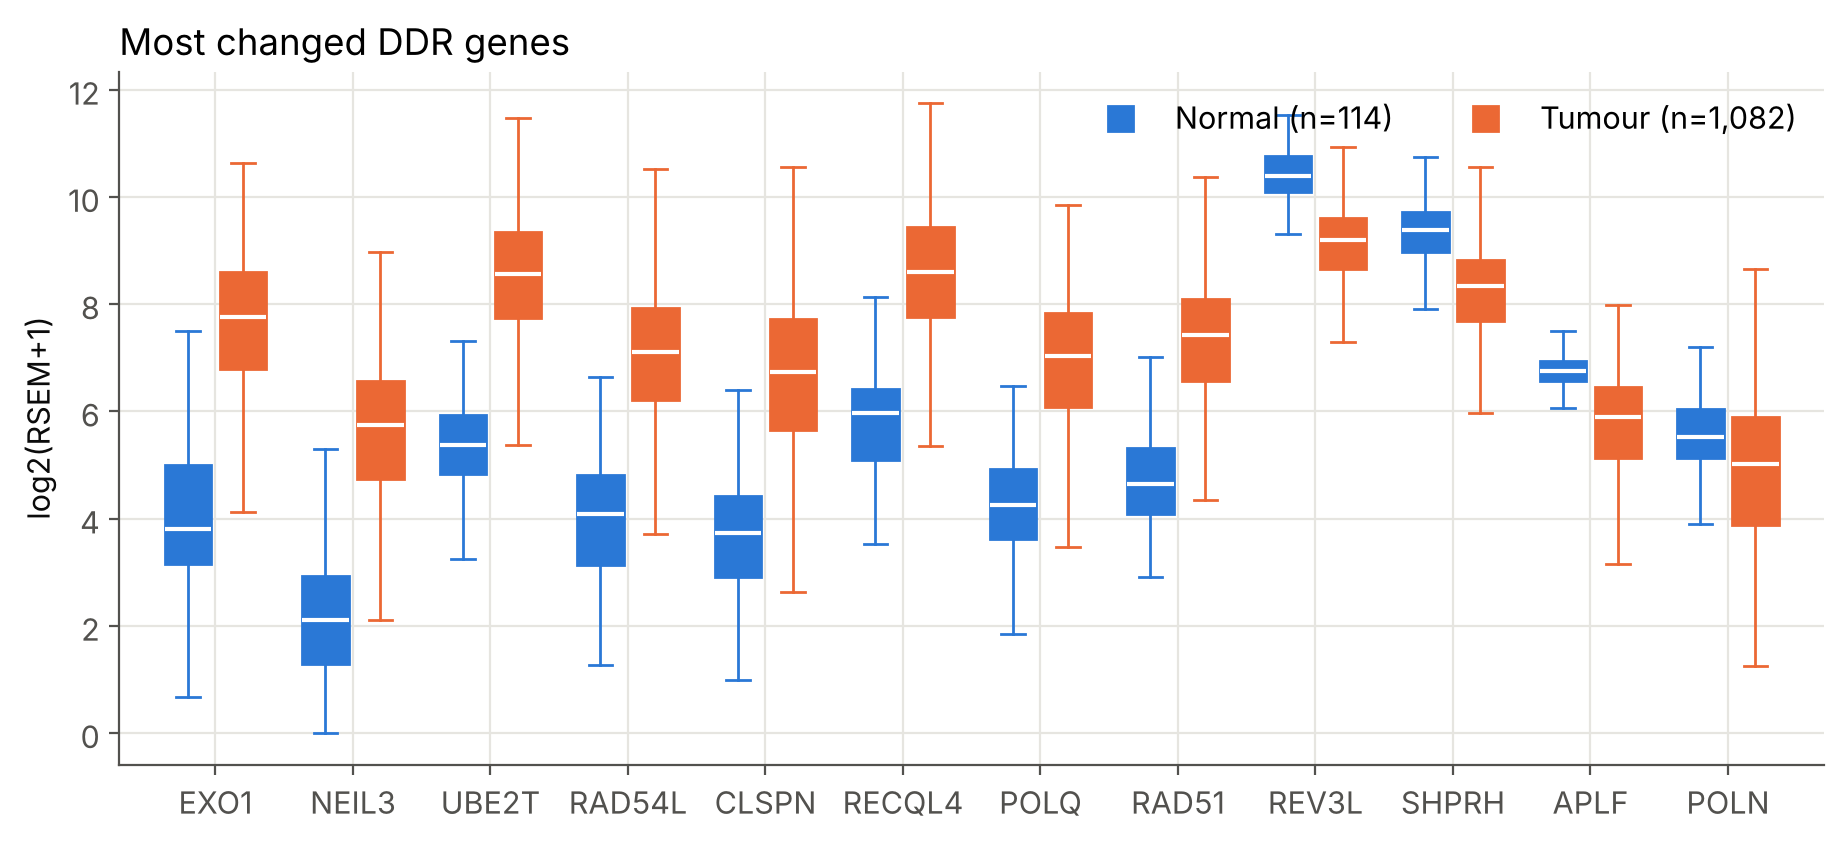 Most changed DDR genes
log2(RSEM+1)
12
10
8
6
4
2
0
Normal (n=114) Tumour (n=1,082)
EXO1 NEIL3 UBE2T RAD54L CLSPN RECQL4 POLQ RAD51 REV3L SHPRH APLF POLN